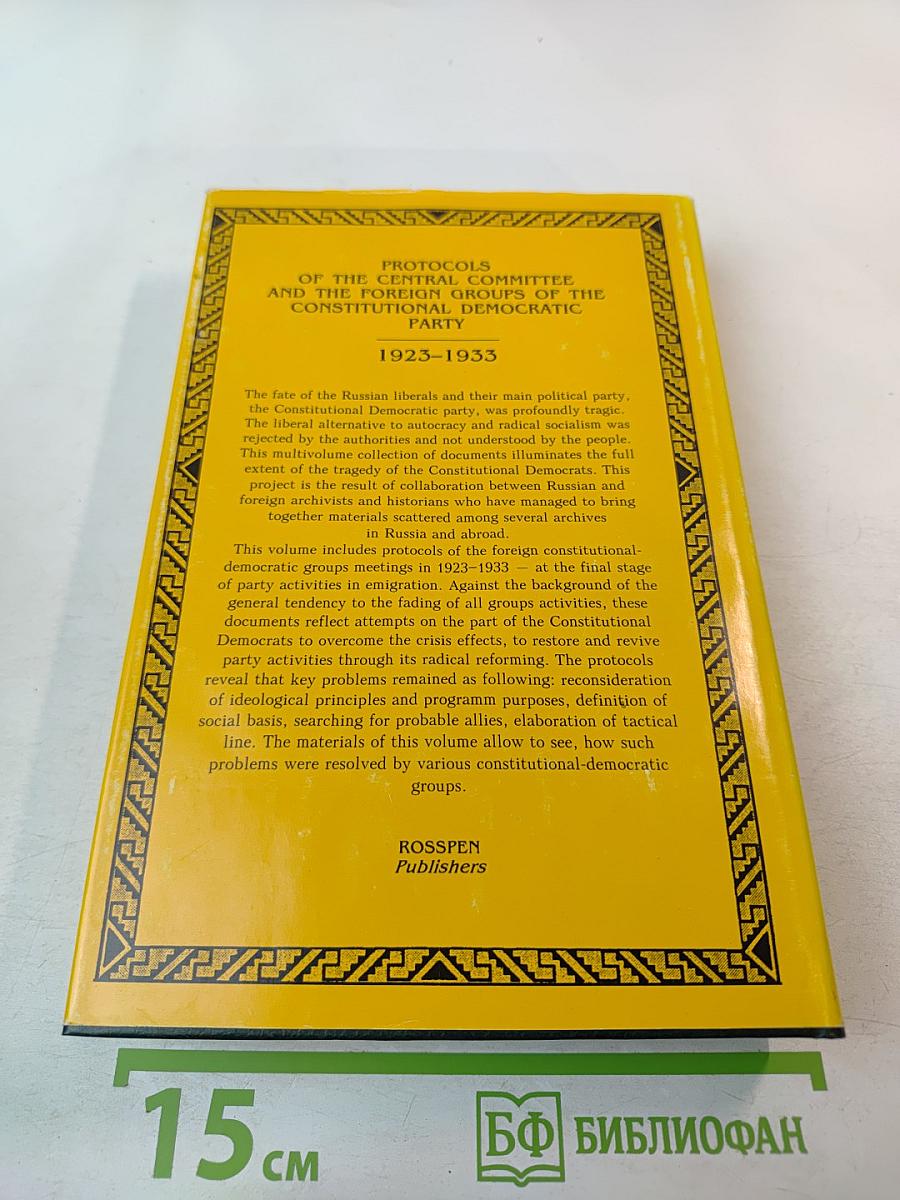 PROTOCOLS
OF THE CENTRAL COMMITTEE
AND THE FOREIGN GROUPS OF THE
CONSTITUTIONAL DEMOCRATIC
PARTY
1923–1933
The fate of the Russian liberals and their main political party,
the Constitutional Democratic party, was profoundly tragic.
The liberal alternative to autocracy and radical socialism was
rejected by the authorities and not understood by the people.
This multivolume collection of documents illuminates the full
extent of the tragedy of the Constitutional Democrats. This
project is the result of collaboration between Russian and
foreign archivists and historians who have managed to bring
together materials scattered among several archives
in Russia and abroad.
This volume includes protocols of the foreign constitutional-
democratic groups meetings in 1923–1933 — at the final stage
of party activities in emigration. Against the background of the
general tendency to the fading of all groups activities, these
documents reflect attempts on the part of the Constitutional
Democrats to overcome the crisis effects, to restore and revive
party activities through its radical reforming. The protocols
reveal that key problems remained as following: reconsideration
of ideological principles and programm purposes, definition of
social basis, searching for probable allies, elaboration of tactical
line. The materials of this volume allow to see, how such
problems were resolved by various constitutional-democratic
groups.
ROSSPEN
Publishers
15 см
БФ БИБЛИОФАН